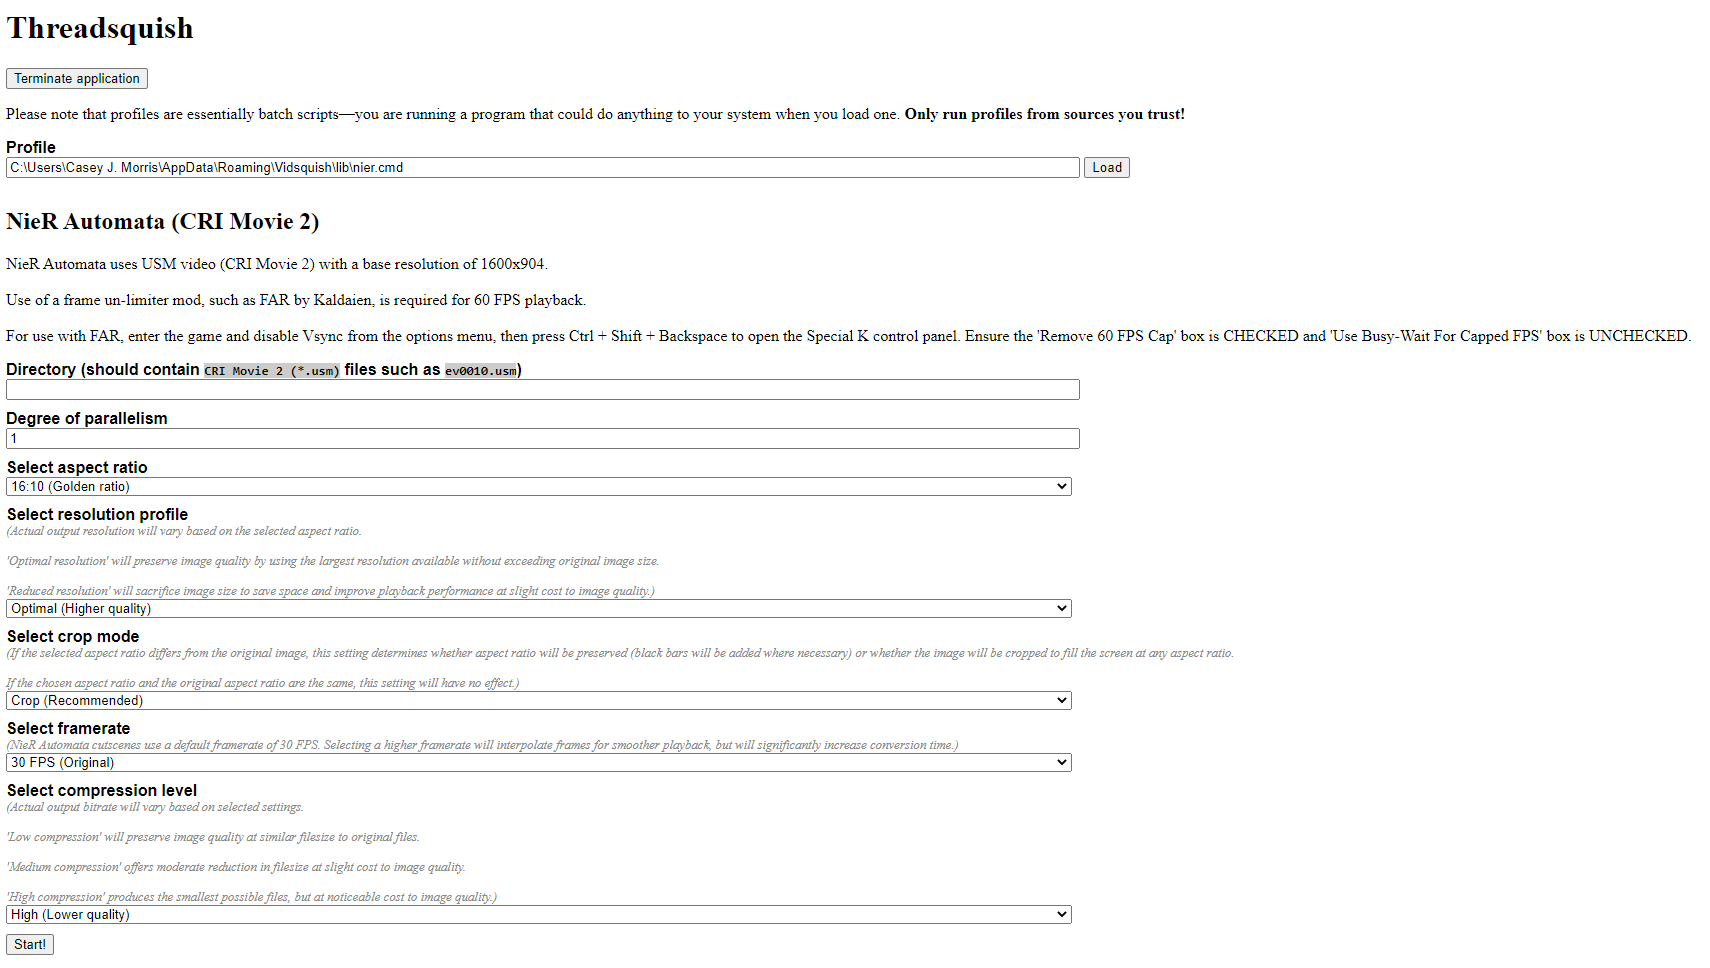 Threadsquish
Terminate application
Please note that profiles are essentially batch scripts—you are running a program that could do anything to your system when you load one. Only run profiles from sources you trust!
Profile
C:\Users\Casey J. Morris\AppData\Roaming\Vidsquish\lib\nier.cmd Load
NieR Automata (CRI Movie 2)
NieR Automata uses USM video (CRI Movie 2) with a base resolution of 1600x904.
Use of a frame un-limiter mod, such as FAR by Kaldaien, is required for 60 FPS playback.
For use with FAR, enter the game and disable Vsync from the options menu, then press Ctrl + Shift + Backspace to open the Special K control panel. Ensure the 'Remove 60 FPS Cap' box is CHECKED and 'Use Busy-Wait For Capped FPS' box is UNCHECKED.
Directory (should contain CRI Movie 2 (*.usm) files such as ev0010.usm)
Degree of parallelism
1
Select aspect ratio
16:10 (Golden ratio)
Select resolution profile
(Actual output resolution will vary based on the selected aspect ratio.
'Optimal resolution' will preserve image quality by using the largest resolution available without exceeding original image size.
'Reduced resolution' will sacrifice image size to save space and improve playback performance at slight cost to image quality.)
Optimal (Higher quality)
Select crop mode
(If the selected aspect ratio differs from the original image, this setting determines whether aspect ratio will be preserved (black bars will be added where necessary) or whether the image will be cropped to fill the screen at any aspect ratio.
If the chosen aspect ratio and the original aspect ratio are the same, this setting will have no effect.)
Crop (Recommended)
Select framerate
(NieR Automata cutscenes use a default framerate of 30 FPS. Selecting a higher framerate will interpolate frames for smoother playback, but will significantly increase conversion time.)
30 FPS (Original)
Select compression level
(Actual output bitrate will vary based on selected settings.
'Low compression' will preserve image quality at similar filesize to original files.
'Medium compression' offers moderate reduction in filesize at slight cost to image quality.
'High compression' produces the smallest possible files, but at noticeable cost to image quality.)
High (Lower quality)
Start!